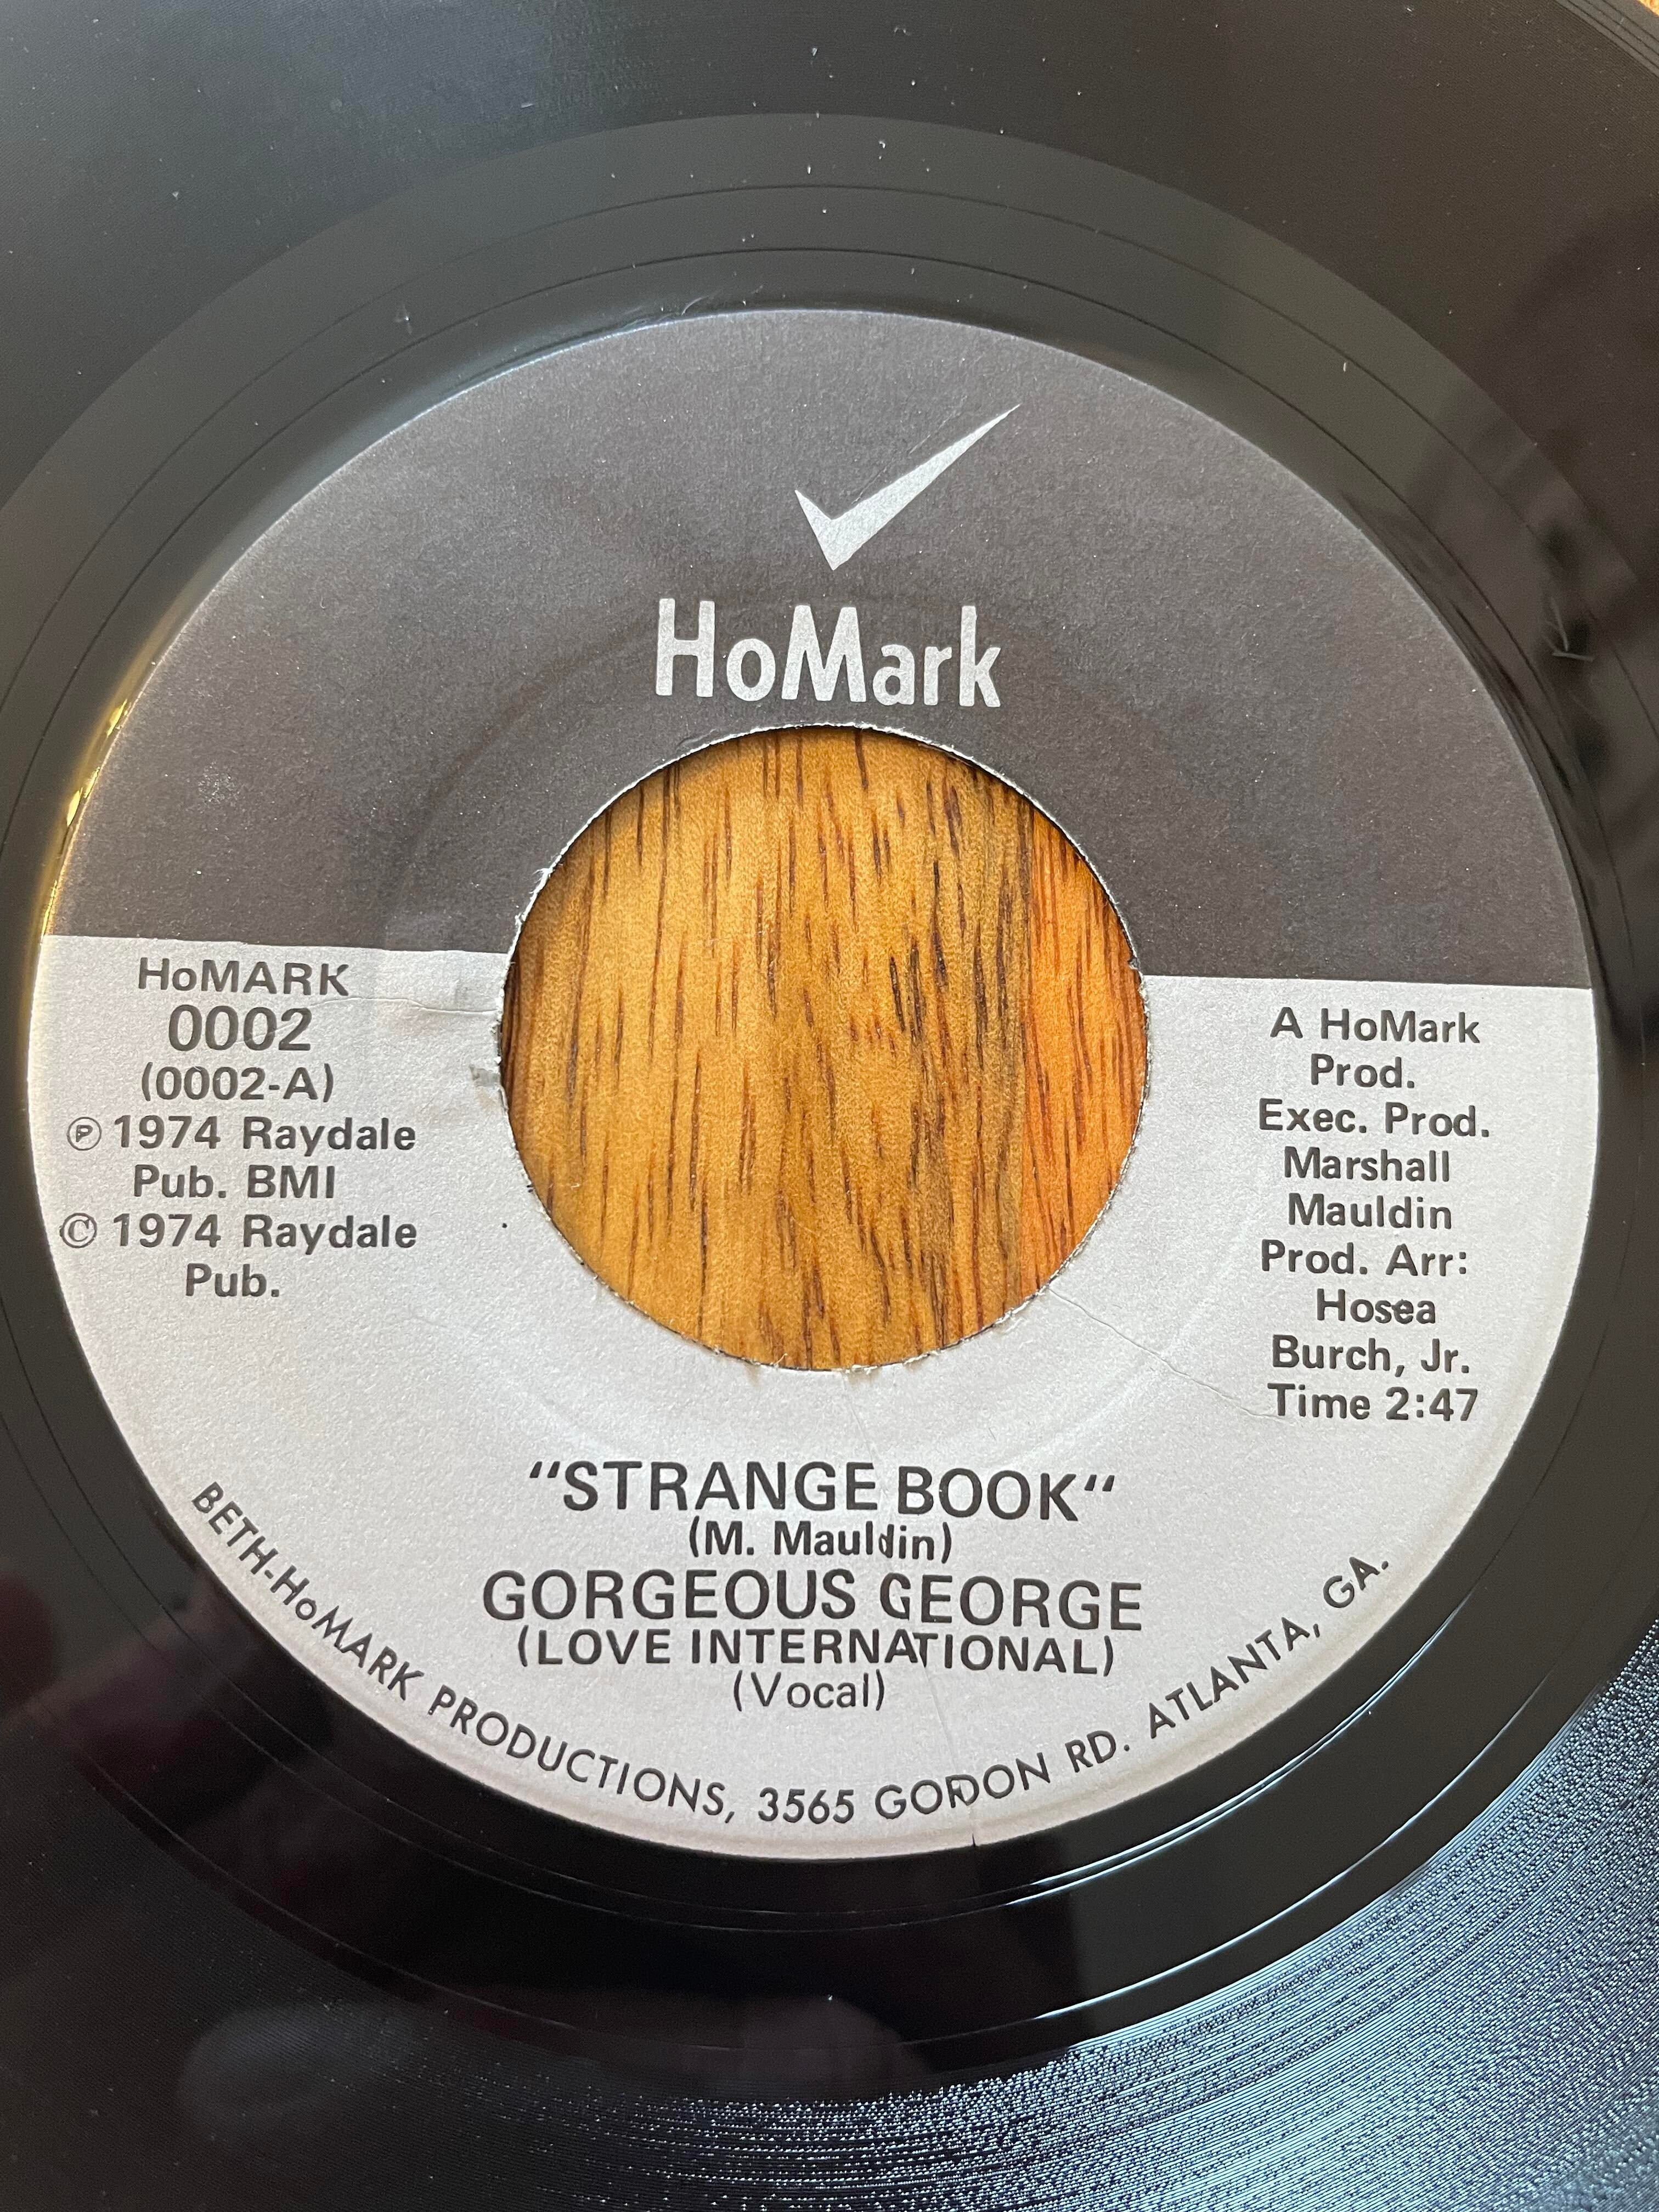 HoMark
HoMARK
0002
(0002-A)
℗ 1974 Raydale
Pub. BMI
© 1974 Raydale
Pub.
A HoMark
Prod.
Exec. Prod.
Marshall
Mauldin
Prod. Arr:
Hosea
Burch, Jr.
Time 2:47
"STRANGE BOOK"
(M. Mauldin)
GORGEOUS GEORGE
(LOVE INTERNATIONAL)
(Vocal)
BETH-HoMARK PRODUCTIONS, 3565 GORDON RD. ATLANTA, GA.